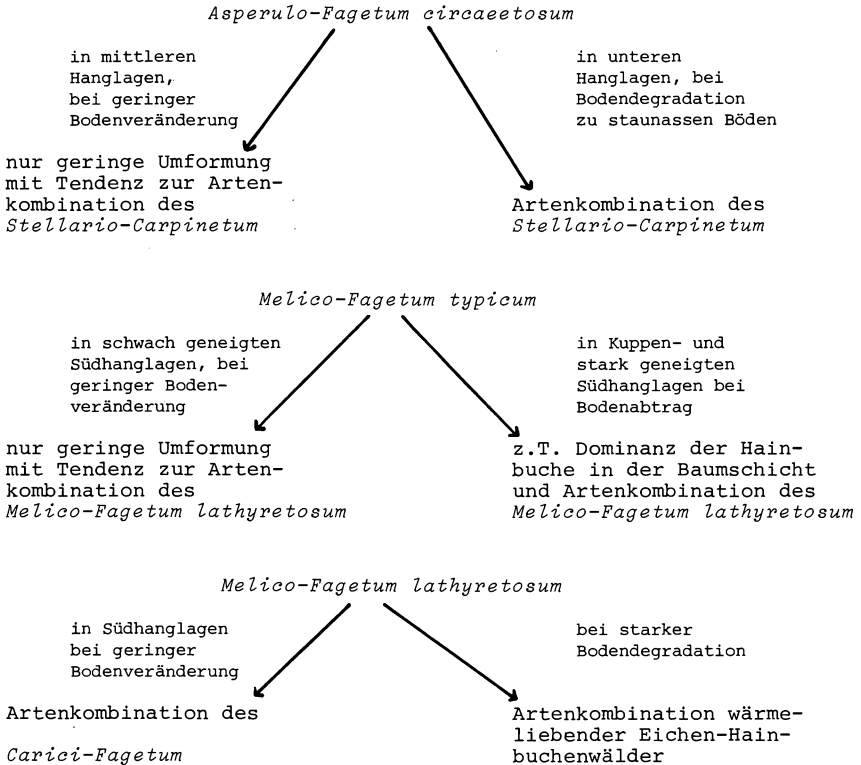 Asperulo-Fagetum circaeetosum
in mittleren
Hanglagen,
bei geringer
Bodenveränderung
in unteren
Hanglagen, bei
Bodendegradation
zu staunassen Böden
nur geringe Umformung
mit Tendenz zur Arten-
kombination des
Stellario-Carpinetum
Artenkombination des
Stellario-Carpinetum
Melico-Fagetum typicum
in schwach geneigten
Südhanglagen, bei
geringer Boden-
veränderung
in Kuppen- und
stark geneigten
Südhanglagen bei
Bodenabtrag
nur geringe Umformung
mit Tendenz zur Arten-
kombination des
Melico-Fagetum lathyretosum
z.T. Dominanz der Hain-
buche in der Baumschicht
und Artenkombination des
Melico-Fagetum lathyretosum
Melico-Fagetum lathyretosum
in Südhanglagen
bei geringer
Bodenveränderung
bei starker
Bodendegradation
Artenkombination des
Carici-Fagetum
Artenkombination wärme-
liebender Eichen-Hain-
buchenwälder